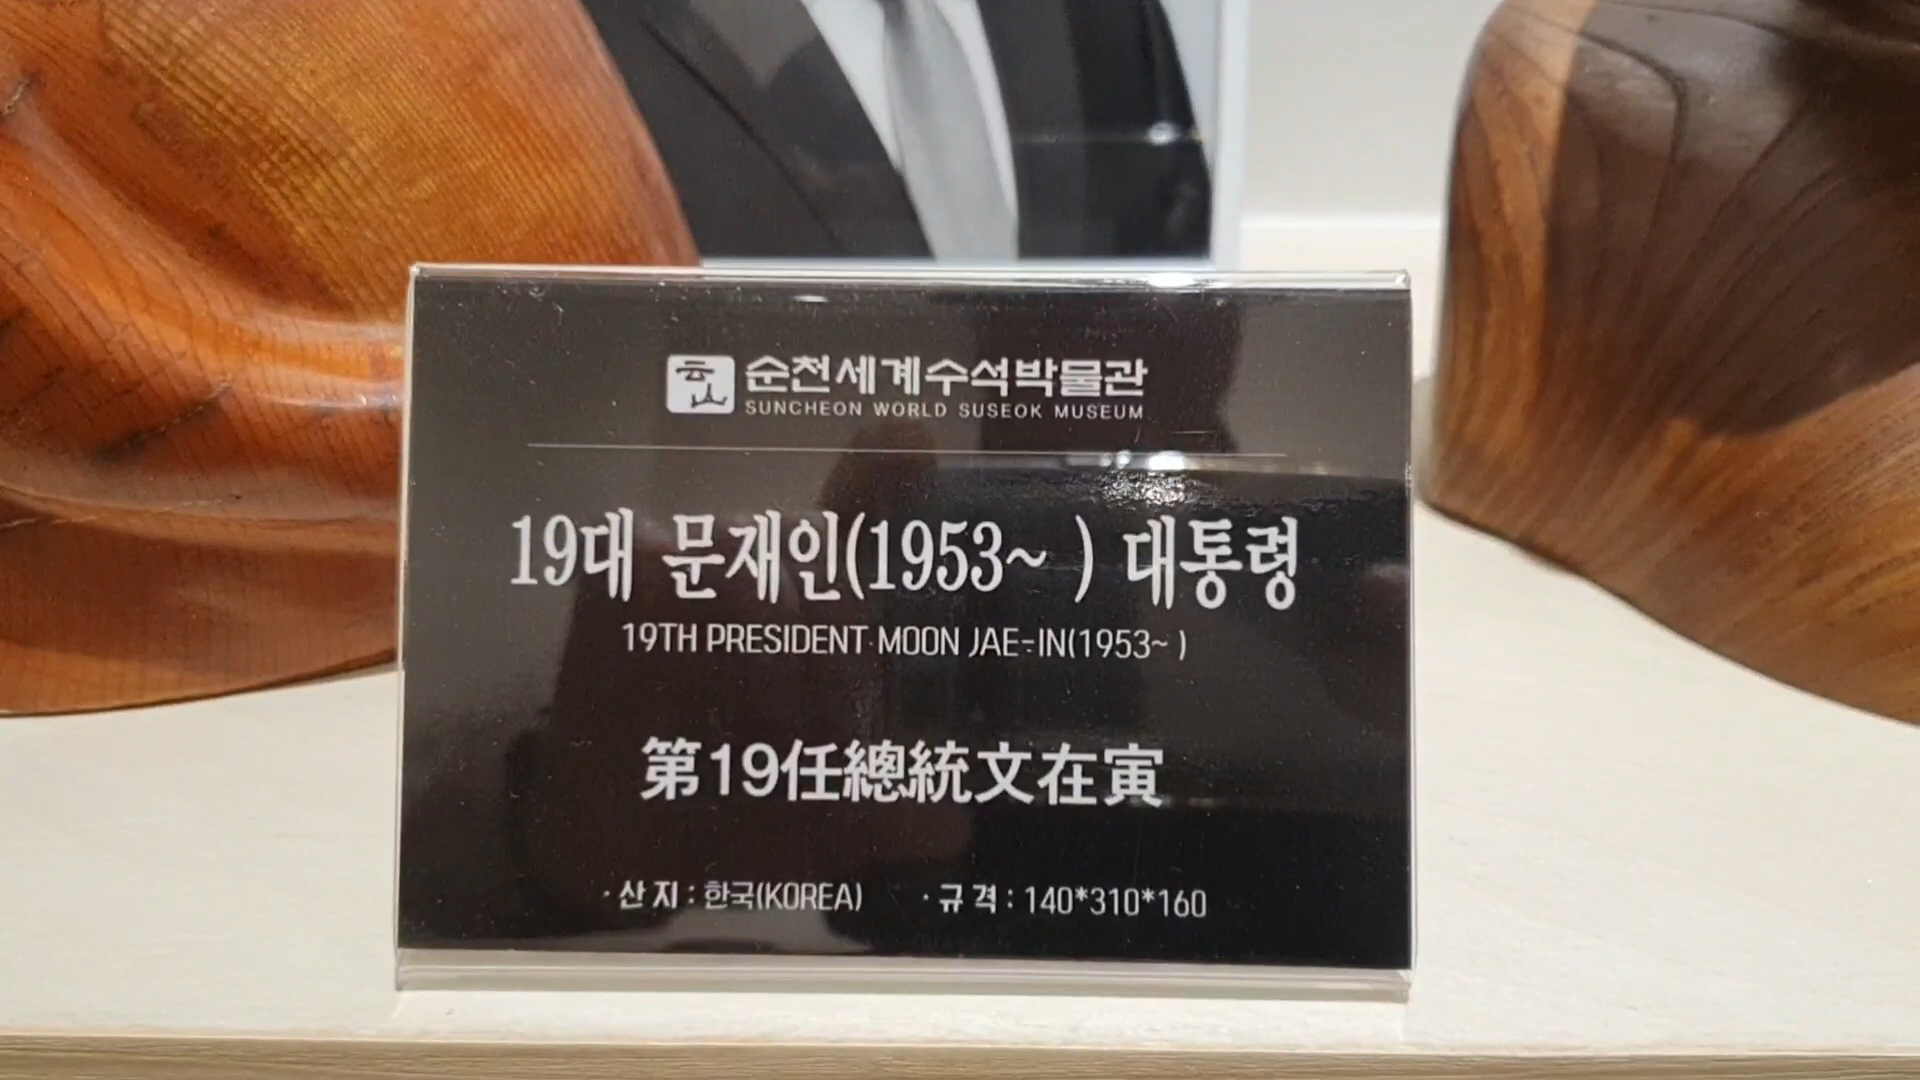 云山 순천세계수석박물관
SUNCHEON WORLD SUSEOK MUSEUM
19대 문재인(1953~ ) 대통령
19TH PRESIDENT MOON JAE-IN(1953~ )
第19任總統文在寅
· 산 지 : 한국(KOREA) · 규 격 : 140*310*160